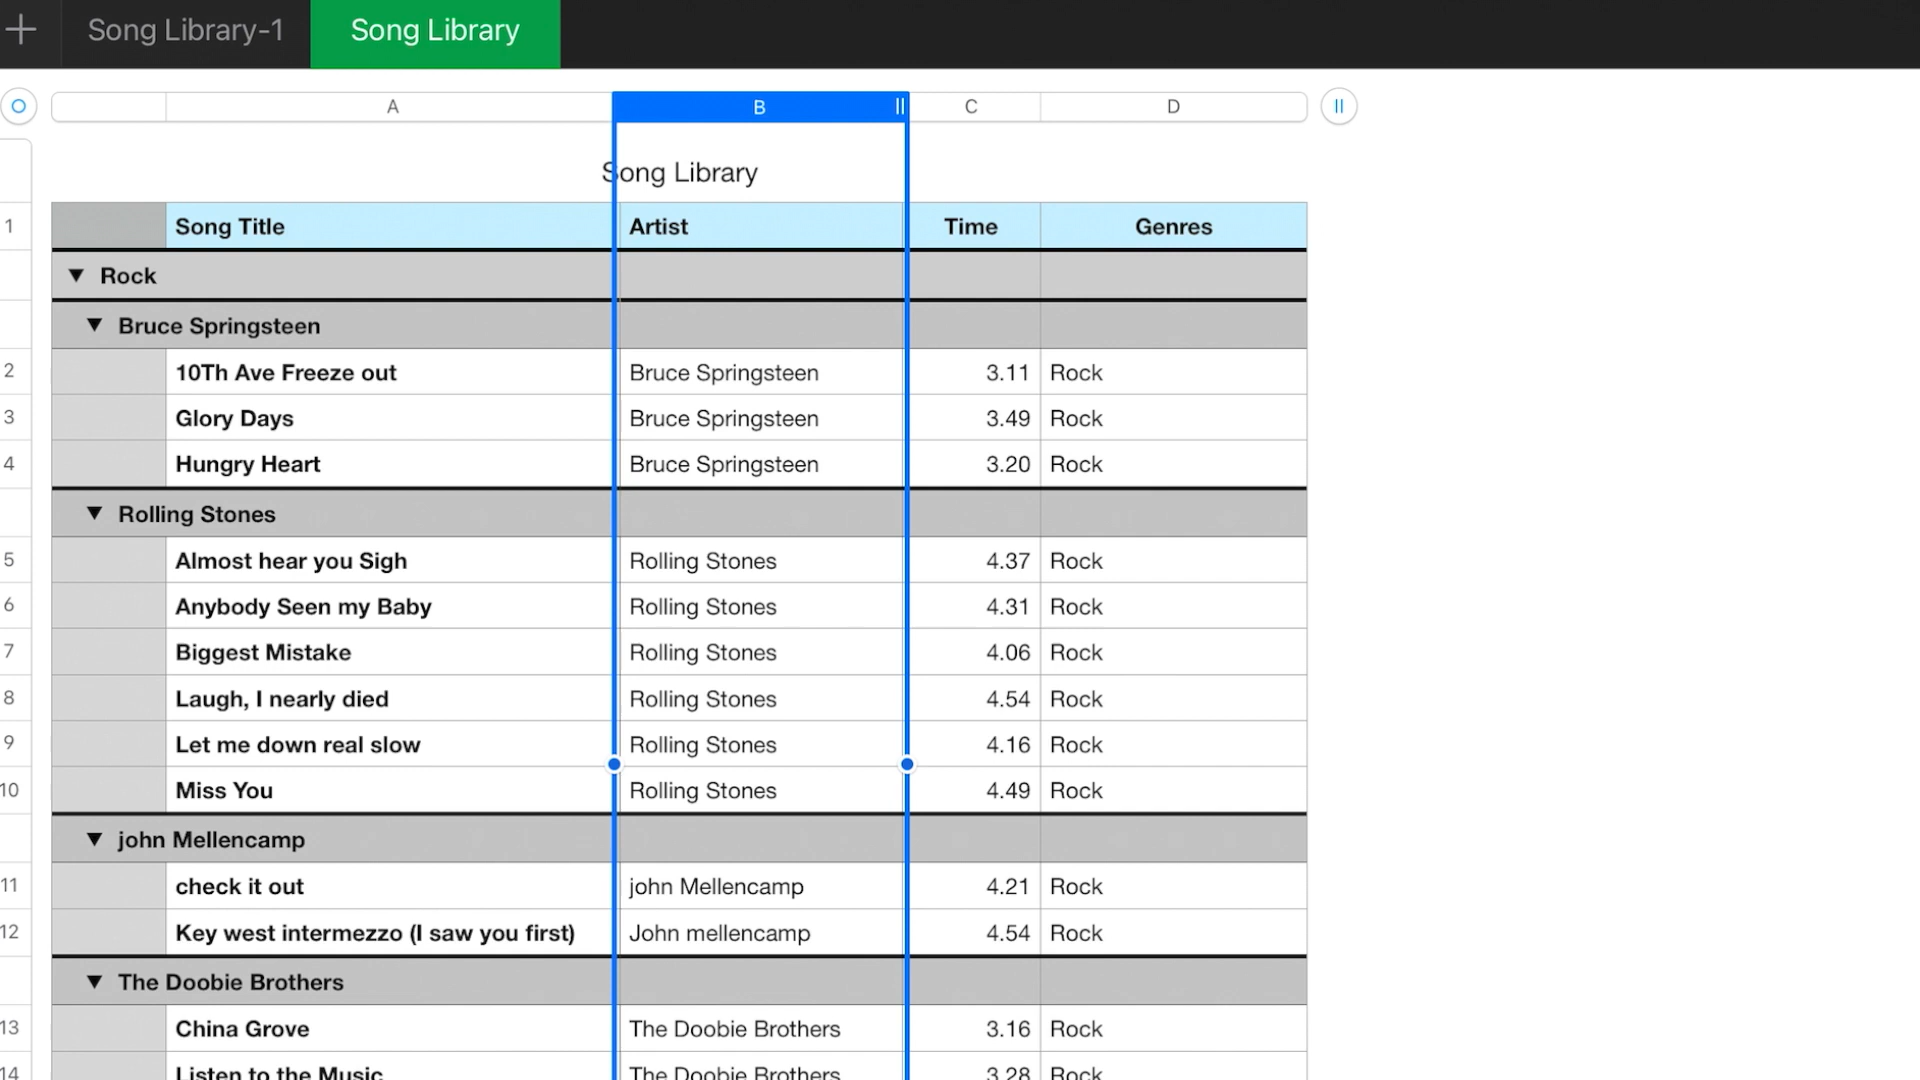 Song Library-1 Song Library
A B C D
Song Library
1 Song Title Artist Time Genres
Rock
Bruce Springsteen
2 10Th Ave Freeze out Bruce Springsteen 3.11 Rock
3 Glory Days Bruce Springsteen 3.49 Rock
4 Hungry Heart Bruce Springsteen 3.20 Rock
Rolling Stones
5 Almost hear you Sigh Rolling Stones 4.37 Rock
6 Anybody Seen my Baby Rolling Stones 4.31 Rock
7 Biggest Mistake Rolling Stones 4.06 Rock
8 Laugh, I nearly died Rolling Stones 4.54 Rock
9 Let me down real slow Rolling Stones 4.16 Rock
10 Miss You Rolling Stones 4.49 Rock
john Mellencamp
11 check it out john Mellencamp 4.21 Rock
12 Key west intermezzo (I saw you first) John mellencamp 4.54 Rock
The Doobie Brothers
13 China Grove The Doobie Brothers 3.16 Rock
14 Listen to the Music The Doobie Brothers 3.28 Rock